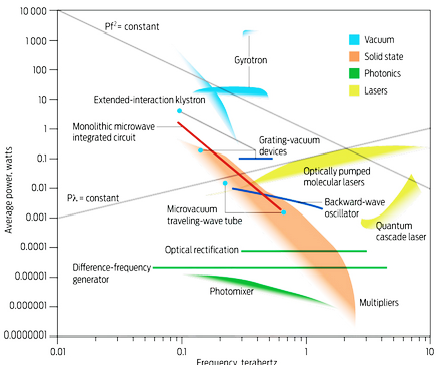 10 000
1000
100
10
1
0.1
0.01
0.001
0.0001
0.00001
0.000001
0.0000001
Average power, watts
Pf² = constant
Gyrotron
Vacuum
Solid state
Photonics
Lasers
Extended-interaction klystron
Monolithic microwave
integrated circuit
Grating-vacuum
devices
Optically pumped
molecular lasers
Pλ = constant
Microvacuum
traveling-wave tube
Backward-wave
oscillator
Quantum
cascade laser
Optical rectification
Difference-frequency
generator
Photomixer
Multipliers
0.01
0.1
1
10
Frequency, terahertz